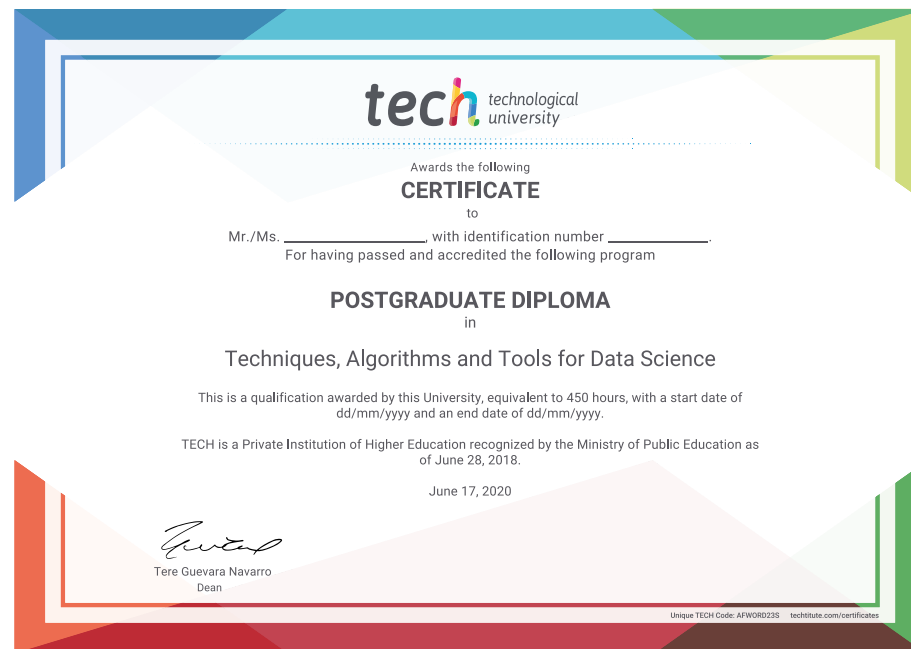 tech technological
university
Awards the following
CERTIFICATE
to
Mr./Ms. ____________________, with identification number ______________.
For having passed and accredited the following program
POSTGRADUATE DIPLOMA
in
Techniques, Algorithms and Tools for Data Science
This is a qualification awarded by this University, equivalent to 450 hours, with a start date of
dd/mm/yyyy and an end date of dd/mm/yyyy.
TECH is a Private Institution of Higher Education recognized by the Ministry of Public Education as
of June 28, 2018.
June 17, 2020
Tere Guevara Navarro
Dean
Unique TECH Code: AFWORD23S techtitute.com/certificates